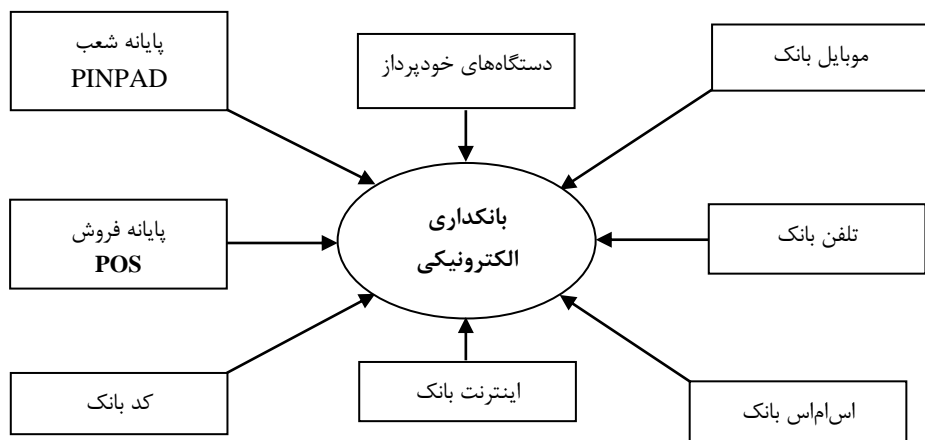 موبایل بانک
دستگاه‌های خودپرداز
پایانه شعب
PINPAD
تلفن بانک
بانکداری
الکترونیکی
پایانه فروش
POS
اس‌ام‌اس بانک
اینترنت بانک
کد بانک